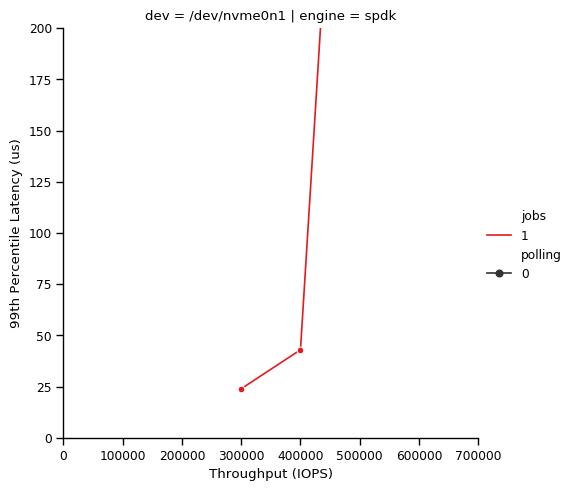 dev = /dev/nvme0n1 | engine = spdk
200
175
150
125
100
75
50
25
0
99th Percentile Latency (us)
0 100000 200000 300000 400000 500000 600000 700000
Throughput (IOPS)
jobs
1
polling
0